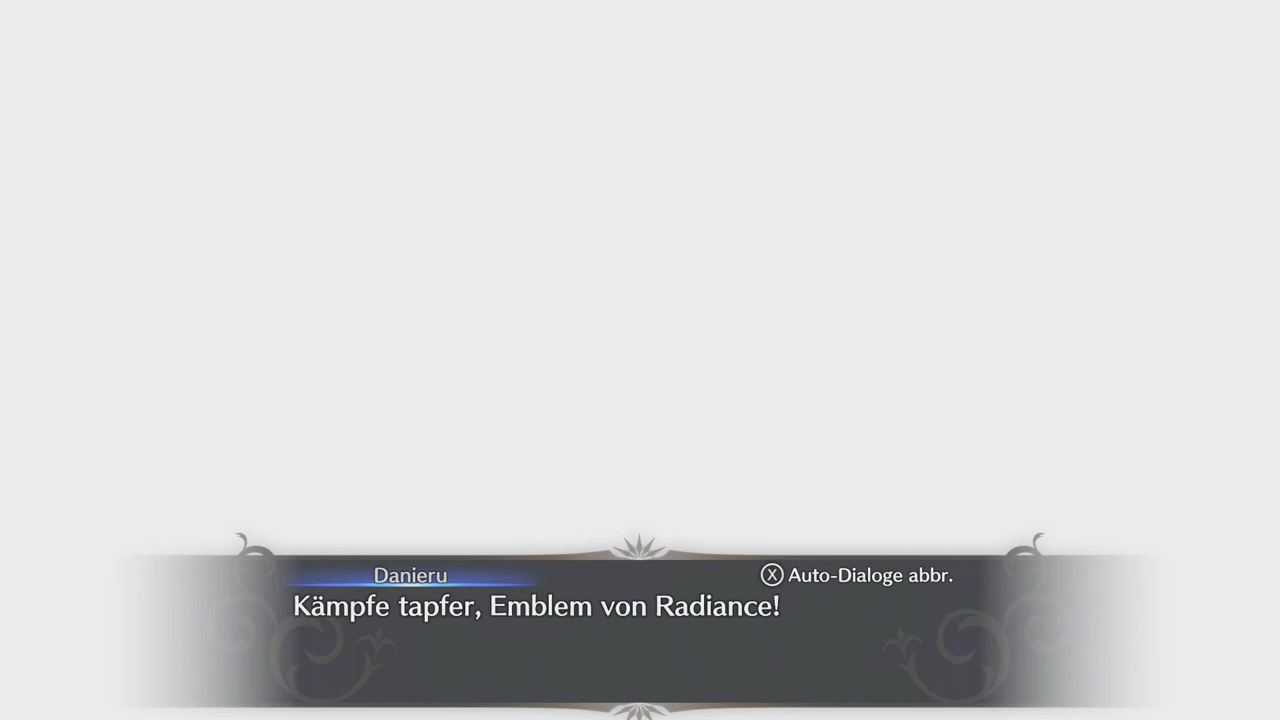 Danieru
Ⓧ Auto-Dialoge abbr.
Kämpfe tapfer, Emblem von Radiance!